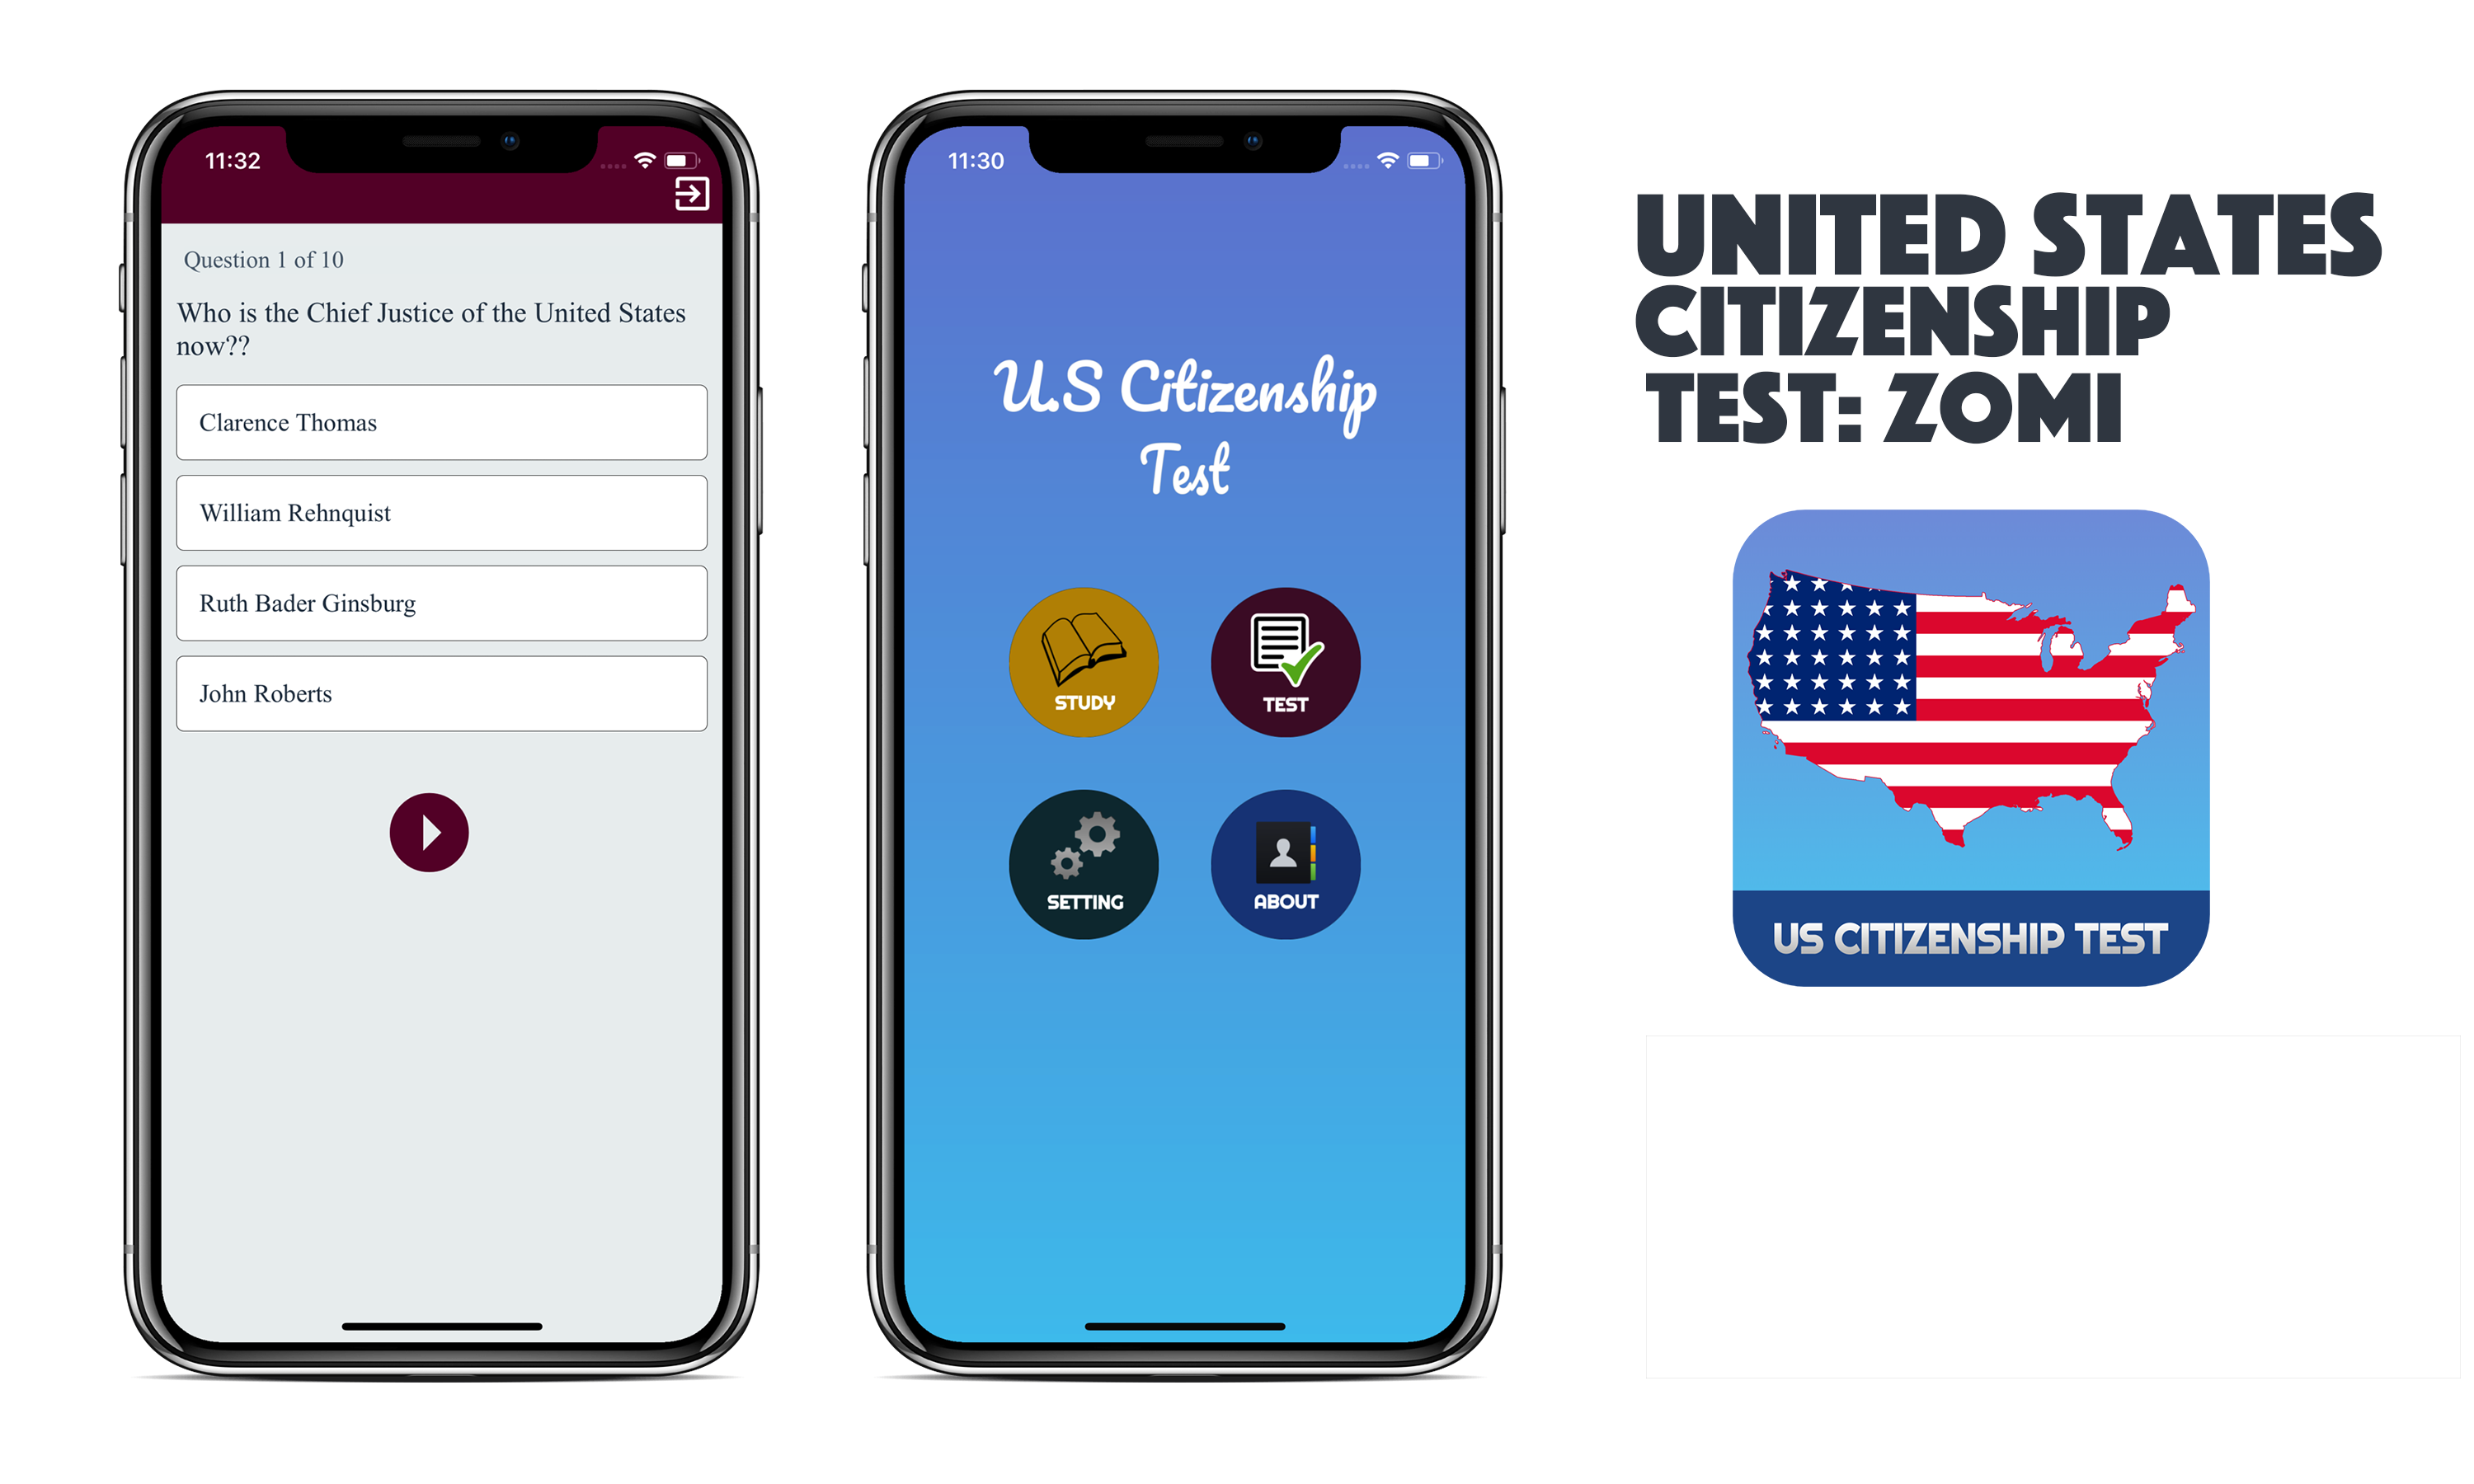 11:32
Question 1 of 10
Who is the Chief Justice of the United States
now??
Clarence Thomas
William Rehnquist
Ruth Bader Ginsburg
John Roberts
11:30
U.S Citizenship
Test
STUDY
TEST
SETTING
ABOUT
UNITED STATES
CITIZENSHIP
TEST: ZOMI
US CITIZENSHIP TEST